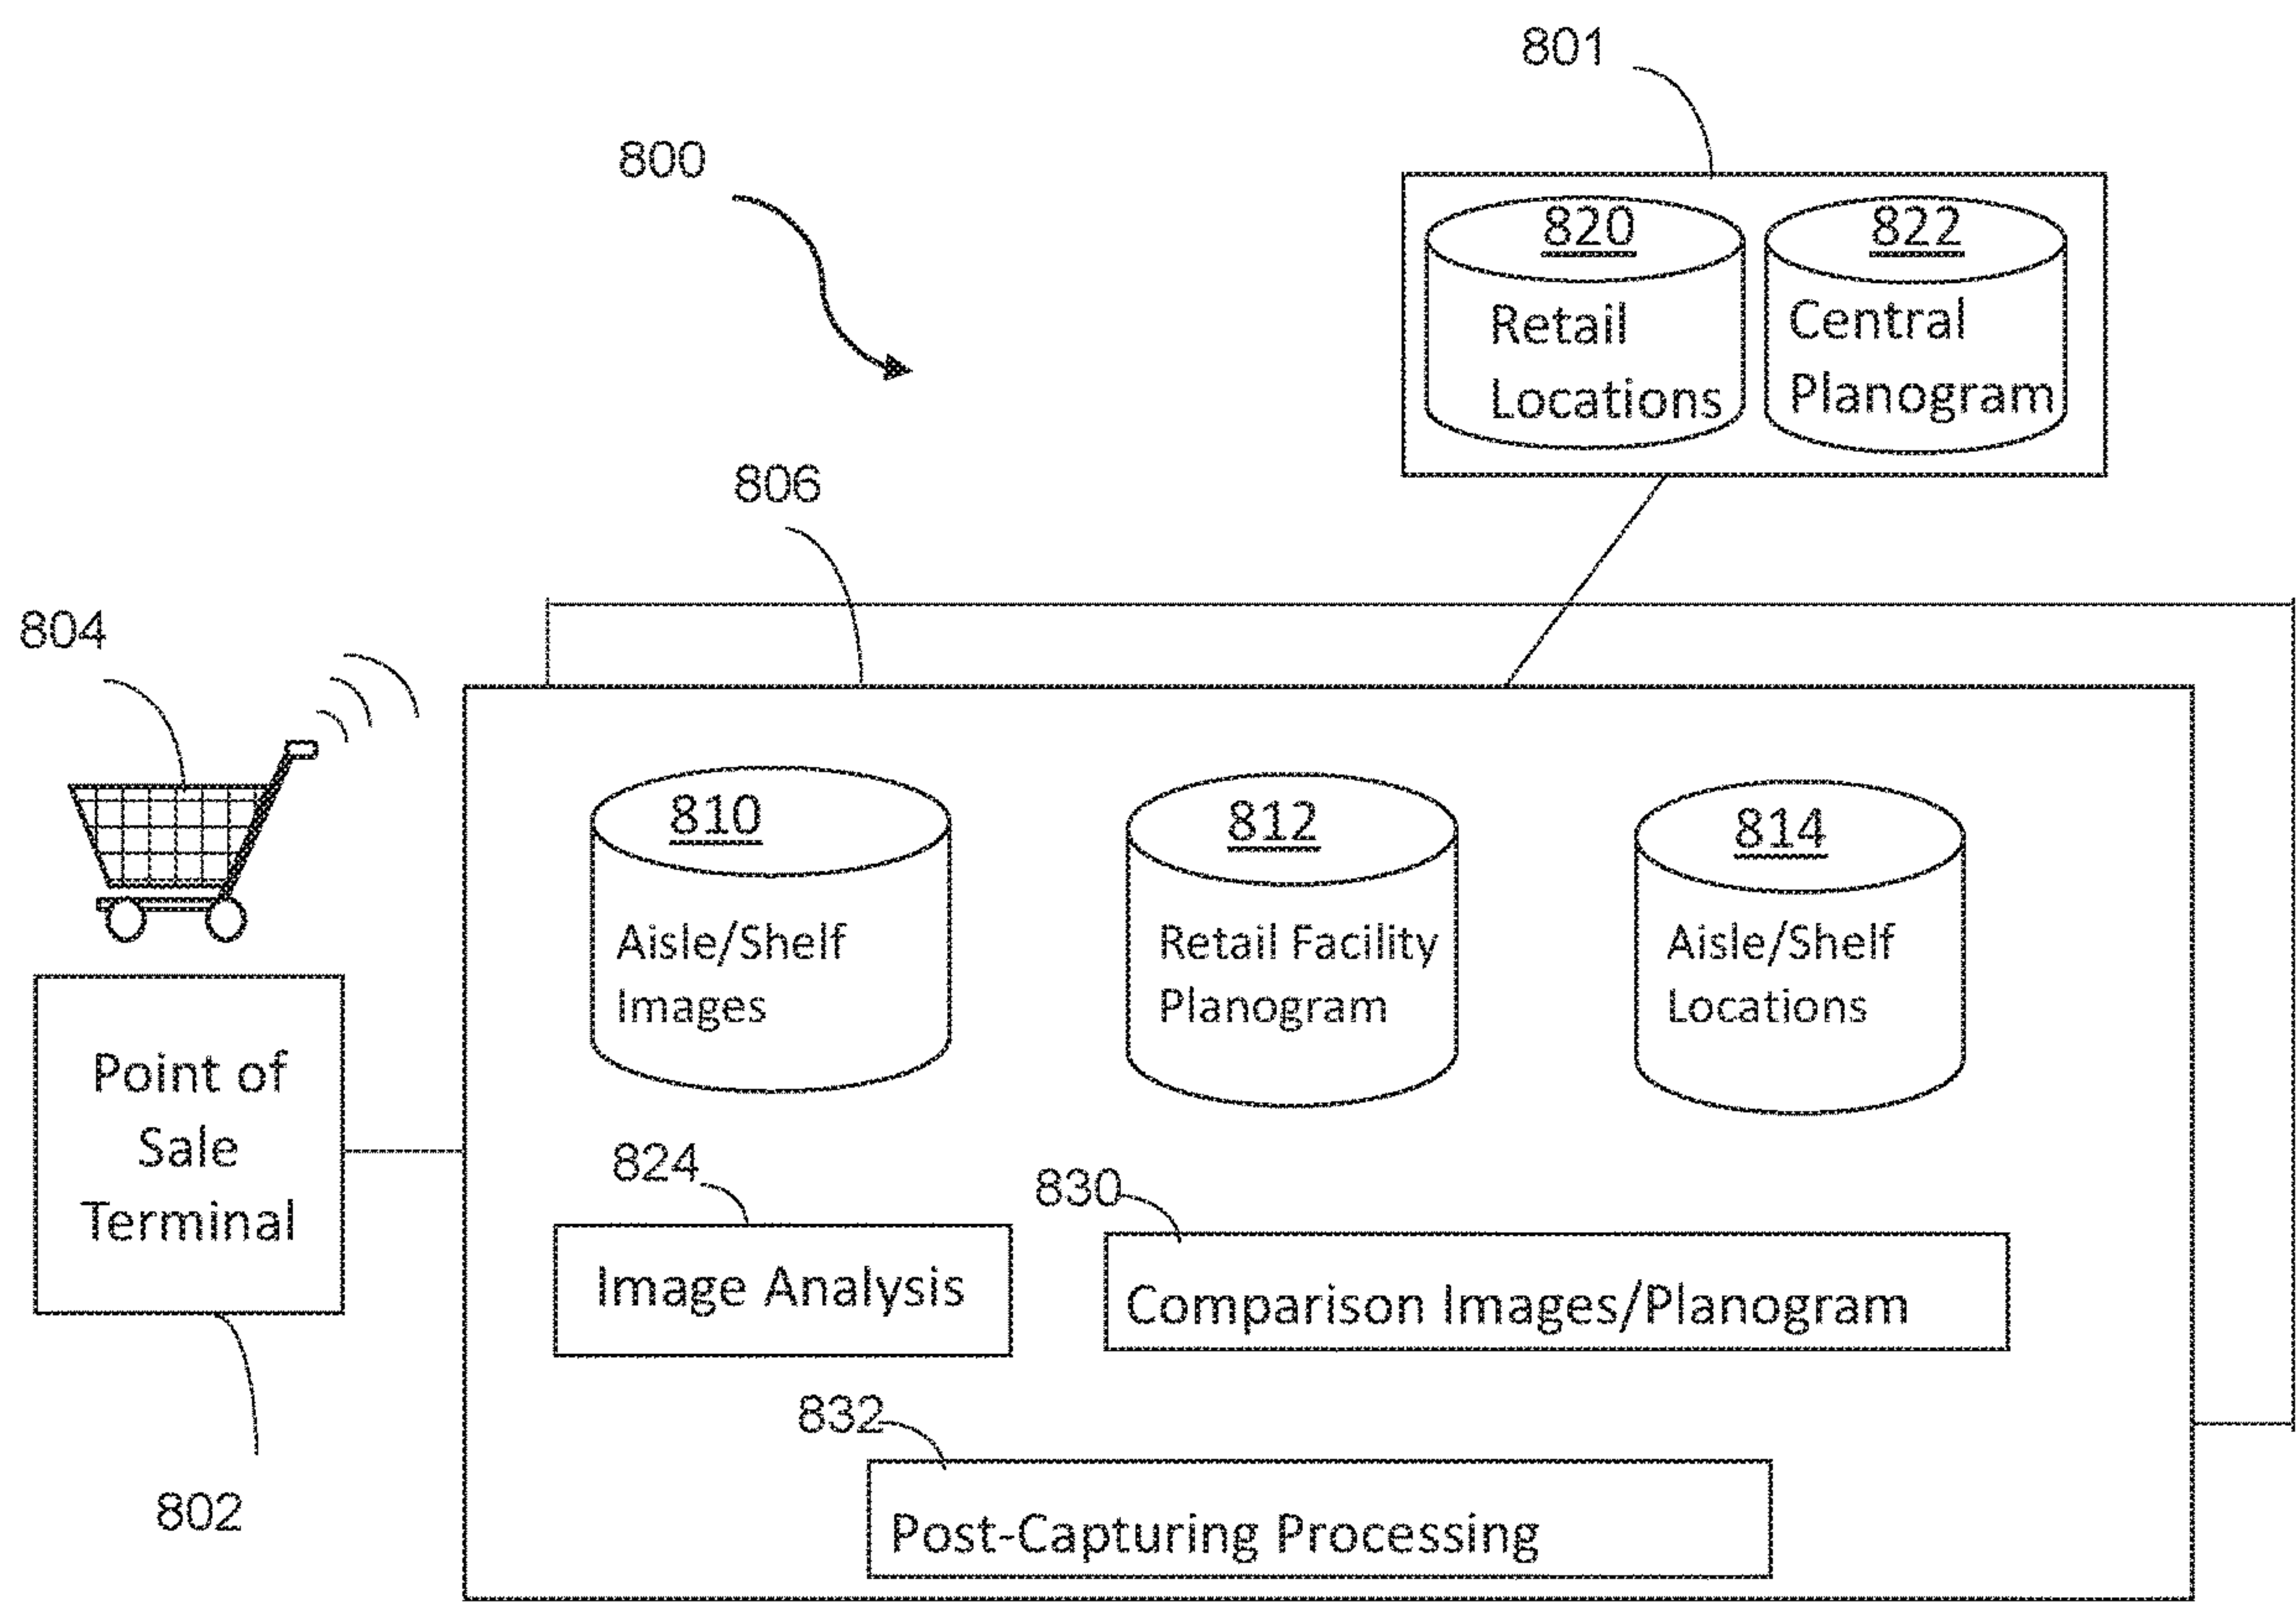 801
800
820
822
Retail
Locations
Central
Planogram
806
804
810
812
814
Aisle/Shelf
Images
Retail Facility
Planogram
Aisle/Shelf
Locations
Point of
Sale
Terminal
824
830
Image Analysis
Comparison Images/Planogram
832
802
Post-Capturing Processing